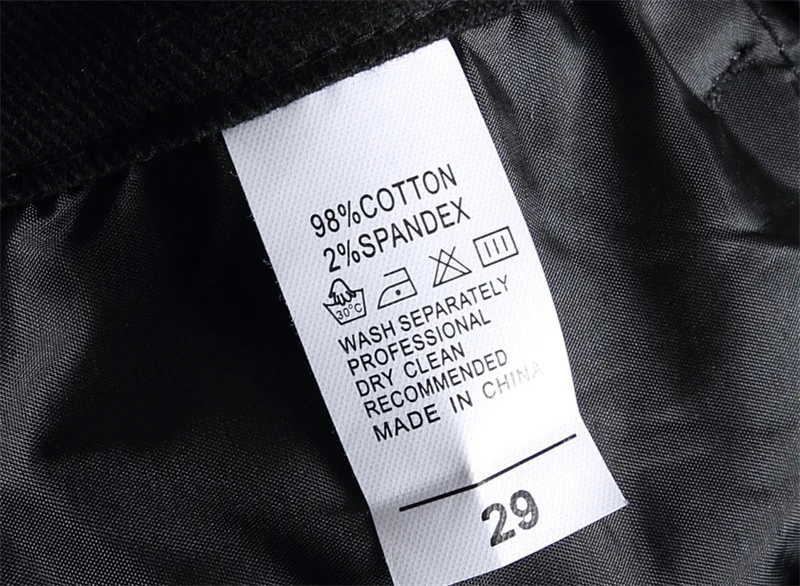 98%COTTON
2%SPANDEX
30°C
WASH SEPARATELY
PROFESSIONAL
DRY CLEAN
RECOMMENDED
MADE IN CHINA
29